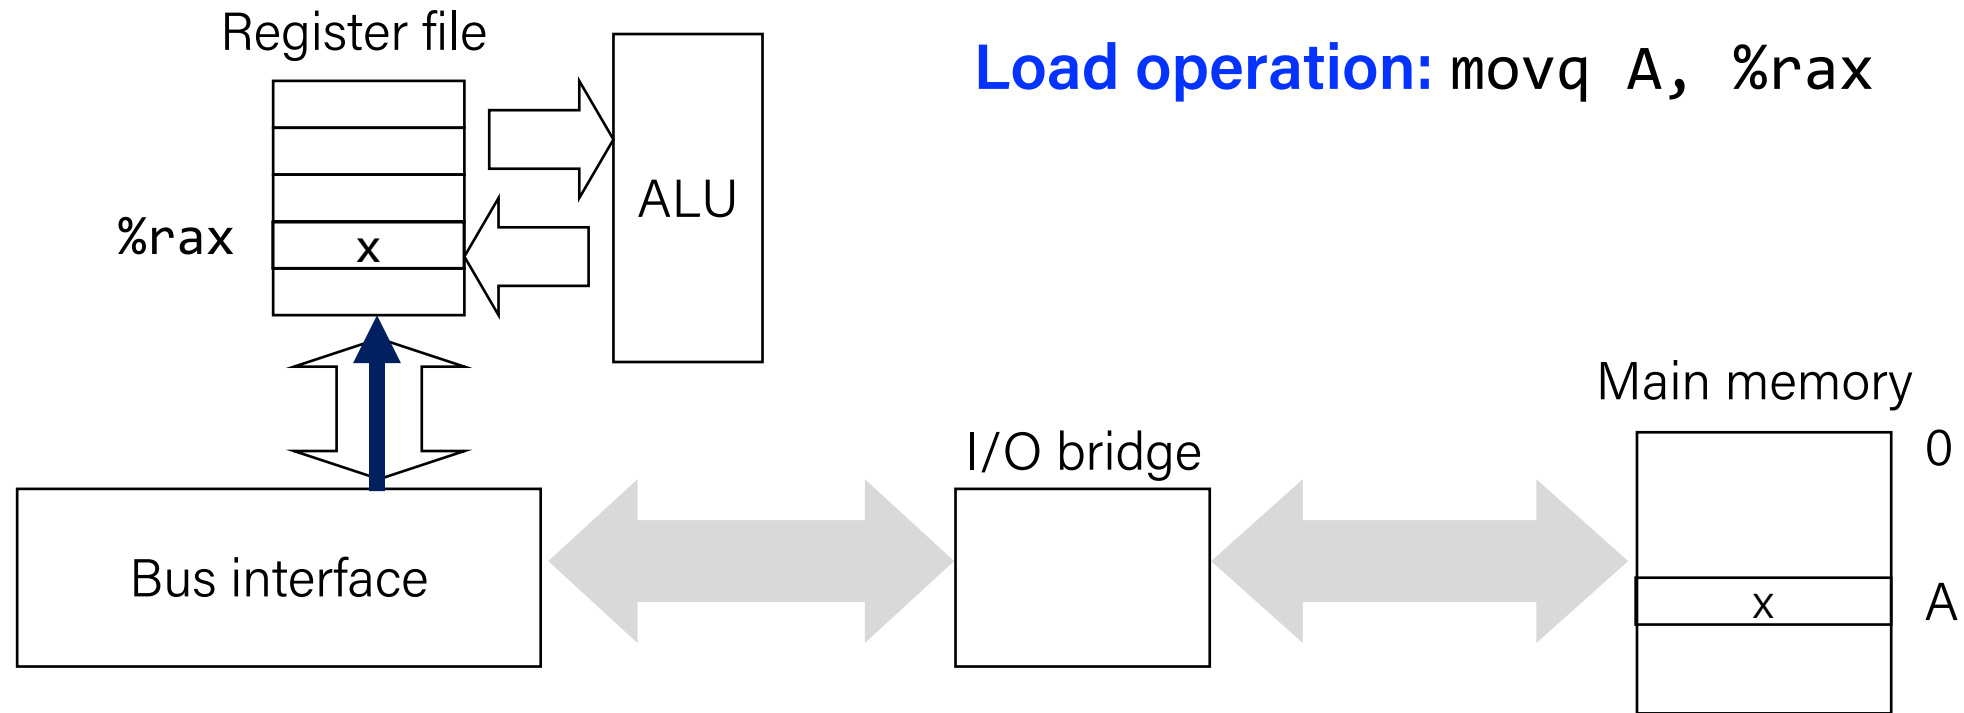 Register file
Load operation: movq A, %rax
ALU
%rax
x
Main memory
I/O bridge
0
Bus interface
x
A